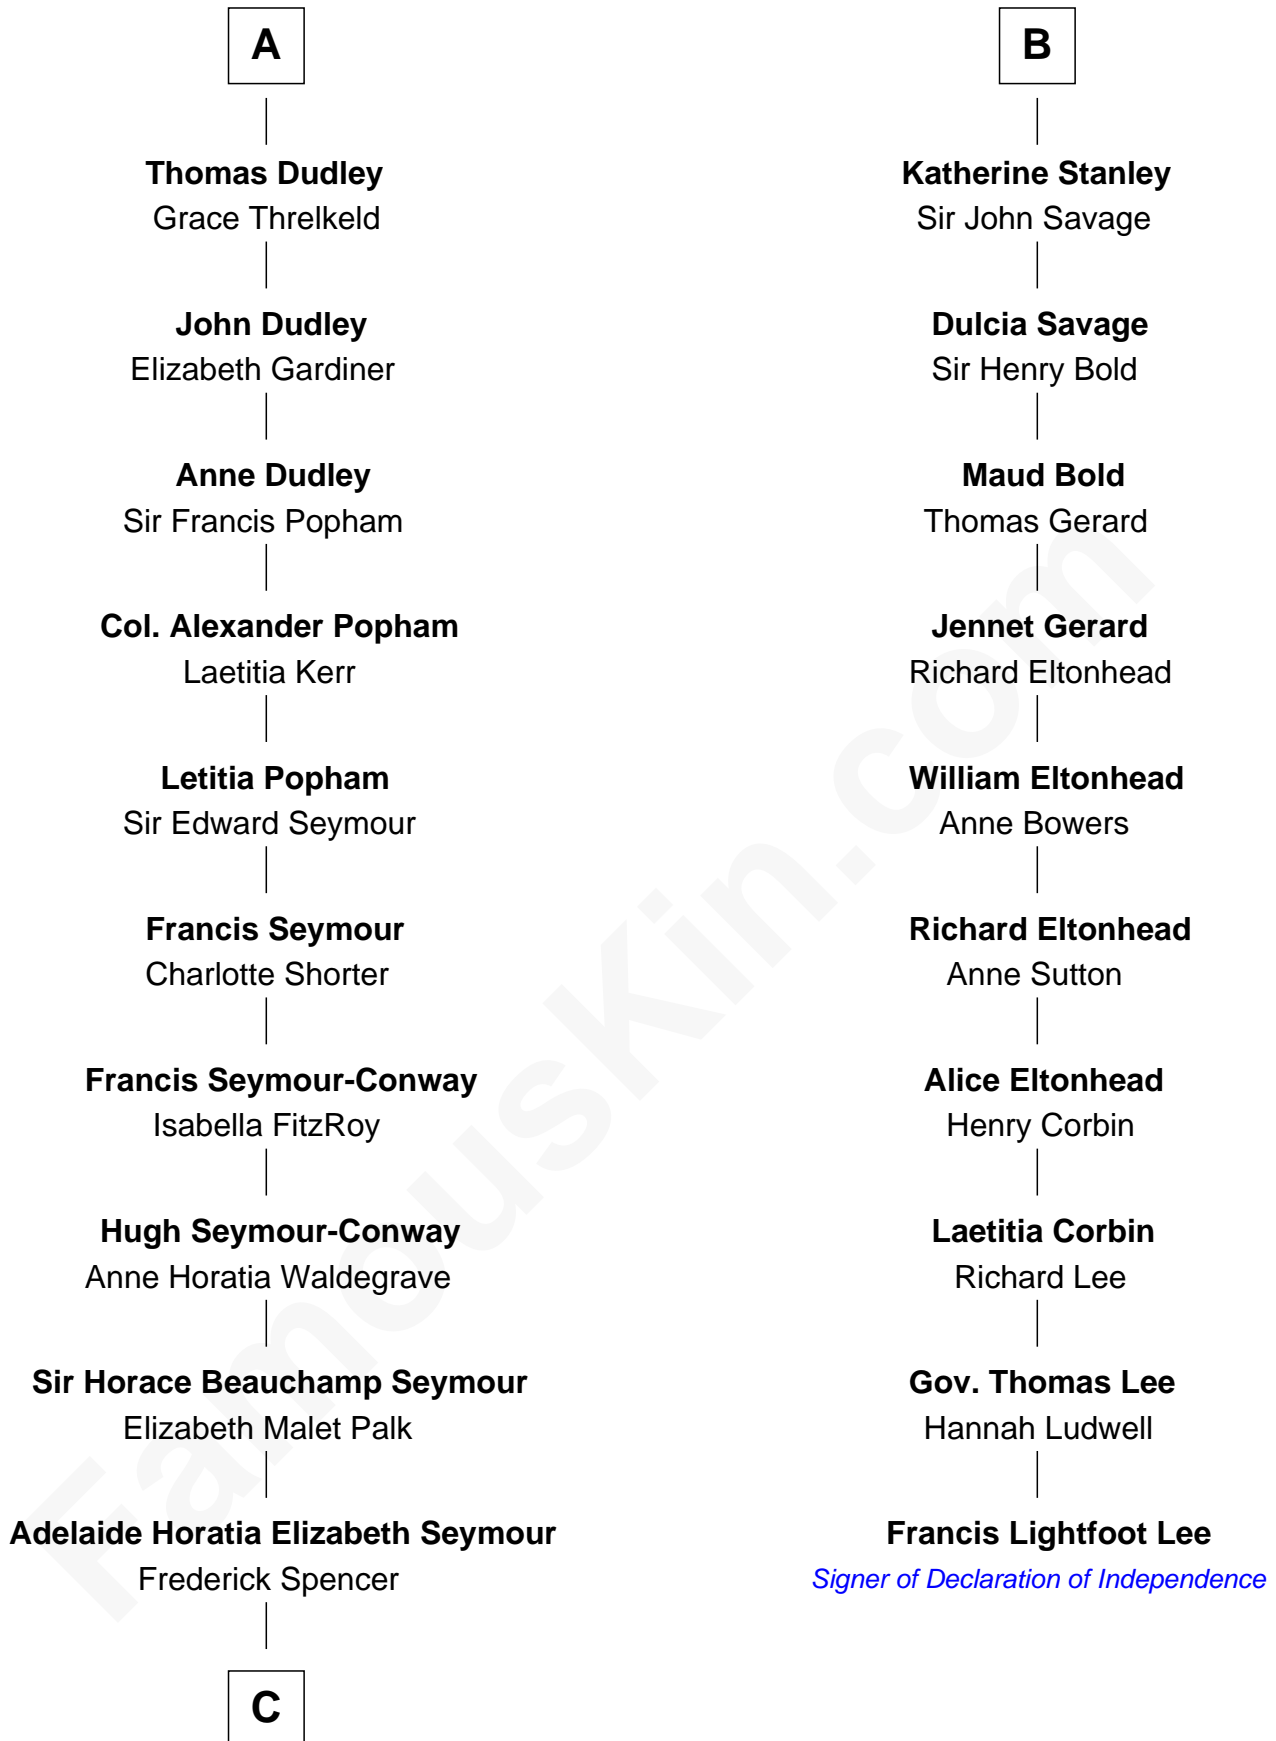 A
Thomas Dudley
Grace Threlkeld
John Dudley
Elizabeth Gardiner
Anne Dudley
Sir Francis Popham
Col. Alexander Popham
Laetitia Kerr
Letitia Popham
Sir Edward Seymour
Francis Seymour
Charlotte Shorter
Francis Seymour-Conway
Isabella FitzRoy
Hugh Seymour-Conway
Anne Horatia Waldegrave
Sir Horace Beauchamp Seymour
Elizabeth Malet Palk
Adelaide Horatia Elizabeth Seymour
Frederick Spencer
C
B
Katherine Stanley
Sir John Savage
Dulcia Savage
Sir Henry Bold
Maud Bold
Thomas Gerard
Jennet Gerard
Richard Eltonhead
William Eltonhead
Anne Bowers
Richard Eltonhead
Anne Sutton
Alice Eltonhead
Henry Corbin
Laetitia Corbin
Richard Lee
Gov. Thomas Lee
Hannah Ludwell
Francis Lightfoot Lee
Signer of Declaration of Independence
FamousKin.com